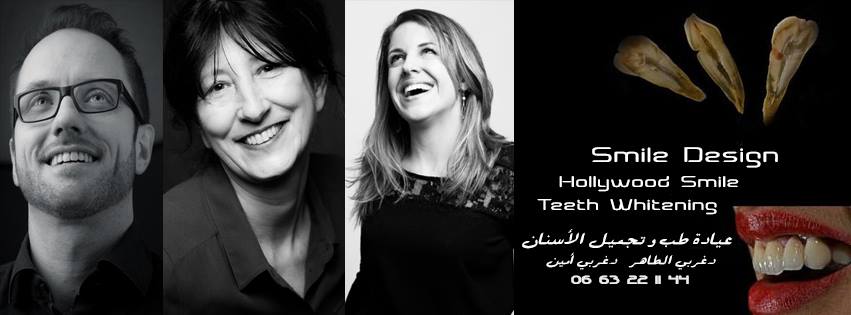 Smile Design
Hollywood Smile
Teeth Whitening
عيادة طب و تجميل الأسنان
دغربي الطاهر دغربي أمين
06 63 22 11 44